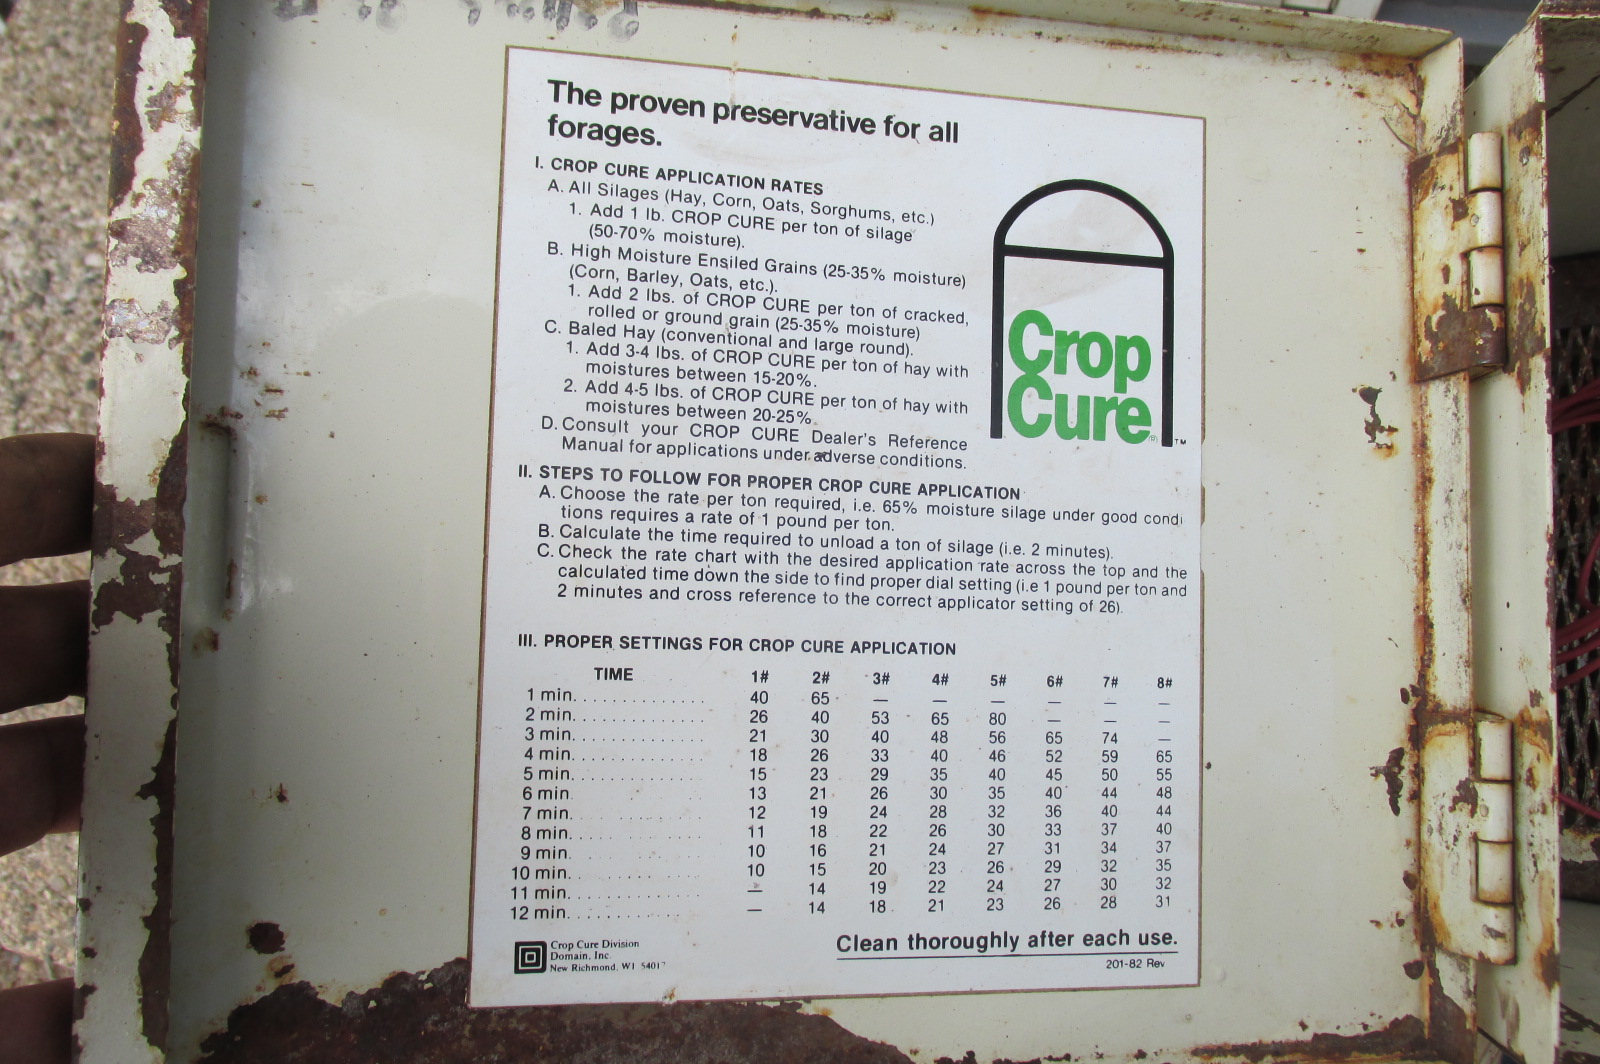 The proven preservative for all
forages.
I. CROP CURE APPLICATION RATES
A. All Silages (Hay, Corn, Oats, Sorghums, etc.)
1. Add 1 lb. CROP CURE per ton of silage
(50-70% moisture).
B. High Moisture Ensiled Grains (25-35% moisture)
(Corn, Barley, Oats, etc.).
1. Add 2 lbs. of CROP CURE per ton of cracked,
rolled or ground grain (25-35% moisture)
C. Baled Hay (conventional and large round).
1. Add 3-4 lbs. of CROP CURE per ton of hay with
moistures between 15-20%.
2. Add 4-5 lbs. of CROP CURE per ton of hay with
moistures between 20-25%.
D. Consult your CROP CURE Dealer's Reference
Manual for applications under adverse conditions.
Crop
Cure® ™
II. STEPS TO FOLLOW FOR PROPER CROP CURE APPLICATION
A. Choose the rate per ton required, i.e. 65% moisture silage under good condi
tions requires a rate of 1 pound per ton.
B. Calculate the time required to unload a ton of silage (i.e. 2 minutes).
C. Check the rate chart with the desired application rate across the top and the
calculated time down the side to find proper dial setting (i.e 1 pound per ton and
2 minutes and cross reference to the correct applicator setting of 26).
III. PROPER SETTINGS FOR CROP CURE APPLICATION
TIME 1# 2# 3# 4# 5# 6# 7# 8#
1 min. . . . . . . . . . . . . . 40 65 — — — — — —
2 min. . . . . . . . . . . . . . 26 40 53 65 80 — — —
3 min. . . . . . . . . . . . . . 21 30 40 48 56 65 74 —
4 min. . . . . . . . . . . . . . 18 26 33 40 46 52 59 65
5 min. . . . . . . . . . . . . . 15 23 29 35 40 45 50 55
6 min. . . . . . . . . . . . . 13 21 26 30 35 40 44 48
7 min. . . . . . . . . . . . . . 12 19 24 28 32 36 40 44
8 min. . . . . . . . . . . . . . 11 18 22 26 30 33 37 40
9 min. . . . . . . . . . . . . 10 16 21 24 27 31 34 37
10 min. . . . . . . . . . . . . 10 15 20 23 26 29 32 35
11 min. . . . . . . . . . . . . — 14 19 22 24 27 30 32
12 min. . . . . . . . . . . . . — 14 18 21 23 26 28 31
Clean thoroughly after each use.
201-82 Rev
Crop Cure Division
Domain, Inc.
New Richmond, WI